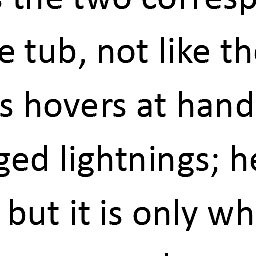 the two corresp
e tub, not like the
s hovers at hand
ged lightnings; he
but it is only wh